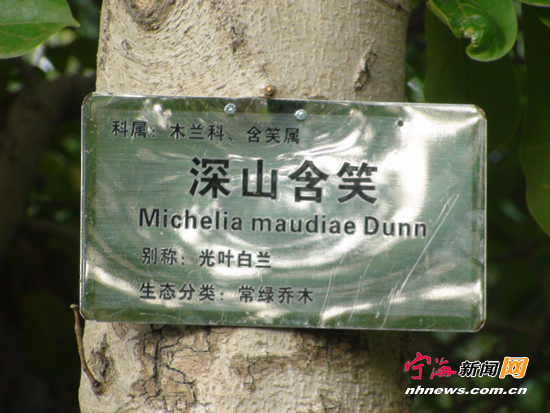 科属：木兰科、含笑属
深山含笑
Michelia maudiae Dunn
别称：光叶白兰
生态分类：常绿乔木
宁海新闻网
nhnews.com.cn